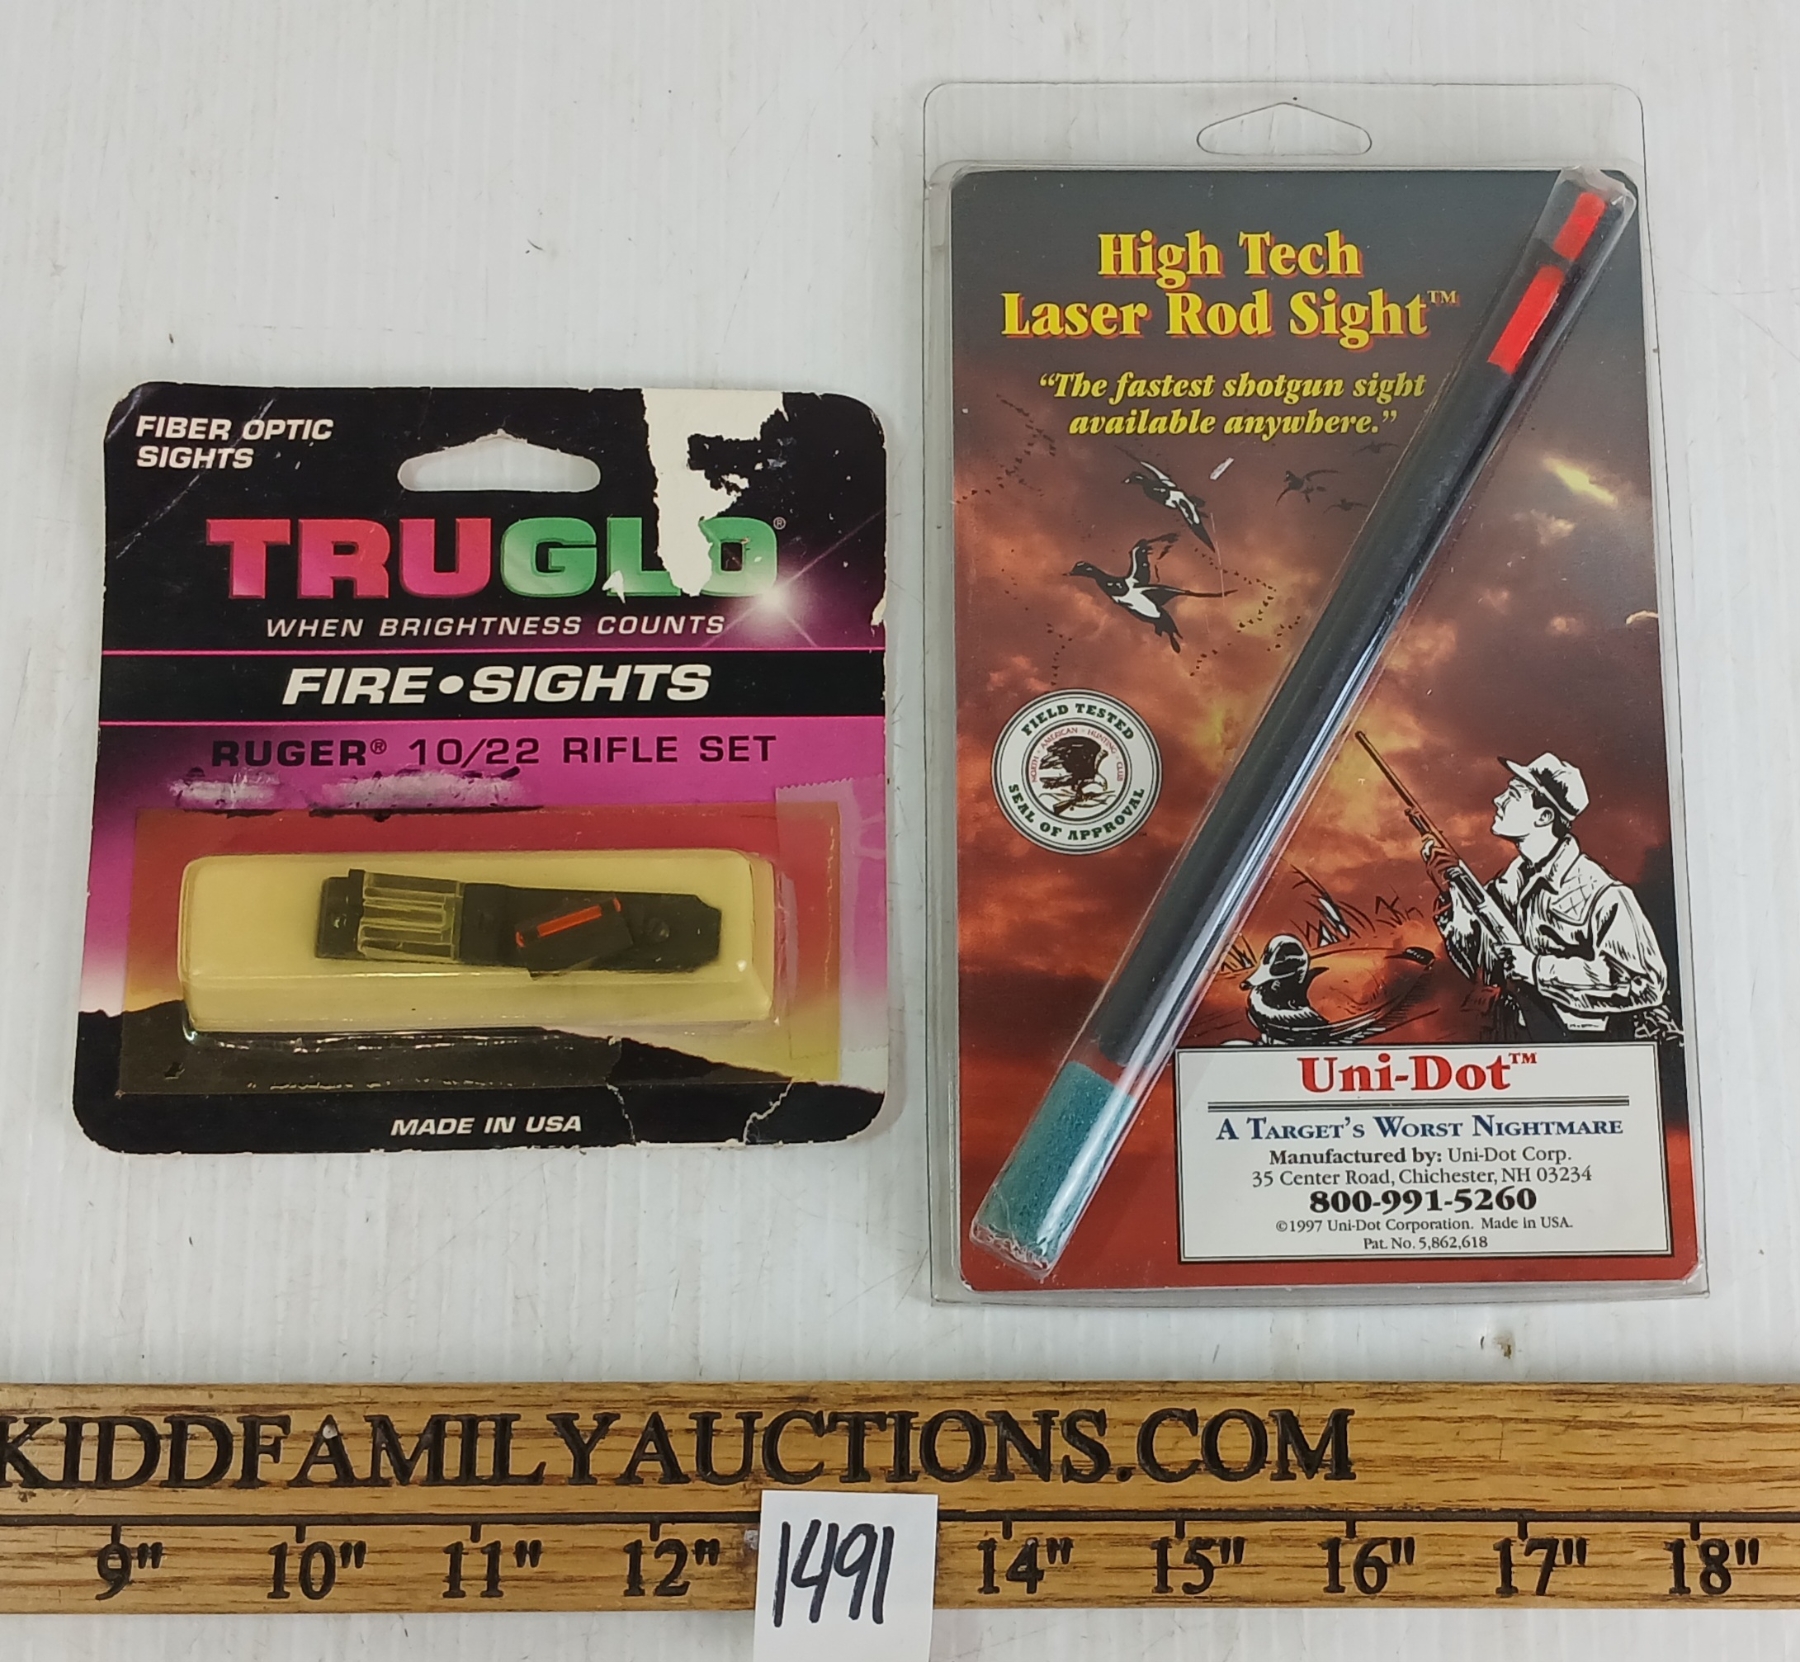 FIBER OPTIC
SIGHTS
TRUGLO®
WHEN BRIGHTNESS COUNTS
FIRE•SIGHTS
RUGER® 10/22 RIFLE SET
MADE IN USA
High Tech
Laser Rod Sight™
"The fastest shotgun sight
available anywhere."
FIELD TESTED
NORTH AMERICAN HUNTING CLUB
SEAL OF APPROVAL
Uni-Dot™
A TARGET'S WORST NIGHTMARE
Manufactured by: Uni-Dot Corp.
35 Center Road, Chichester, NH 03234
800-991-5260
©1997 Uni-Dot Corporation. Made in USA.
Pat. No. 5,862,618
KIDDFAMILYAUCTIONS.COM
9" 10" 11" 12" 14" 15" 16" 17" 18"
1491